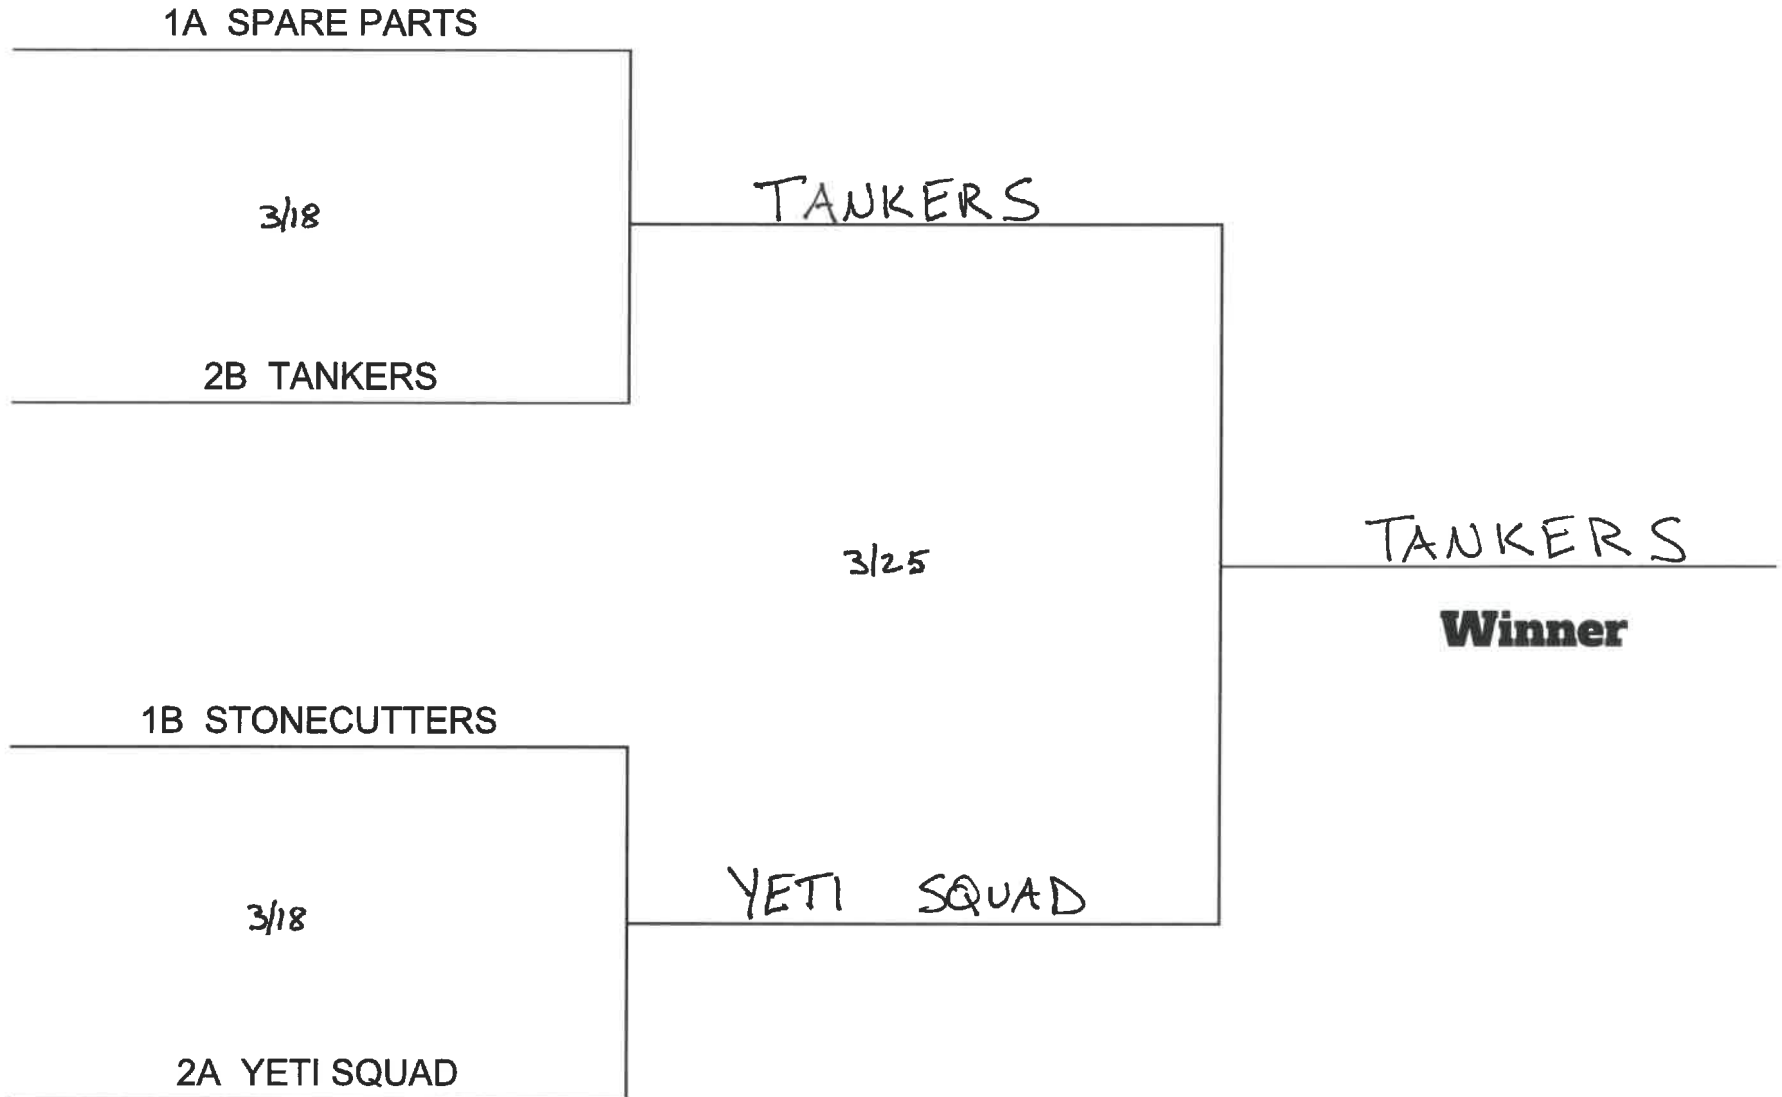 1A SPARE PARTS
3/18
TANKERS
2B TANKERS
3/25
TANKERS
Winner
1B STONECUTTERS
3/18
YETI SQUAD
2A YETI SQUAD